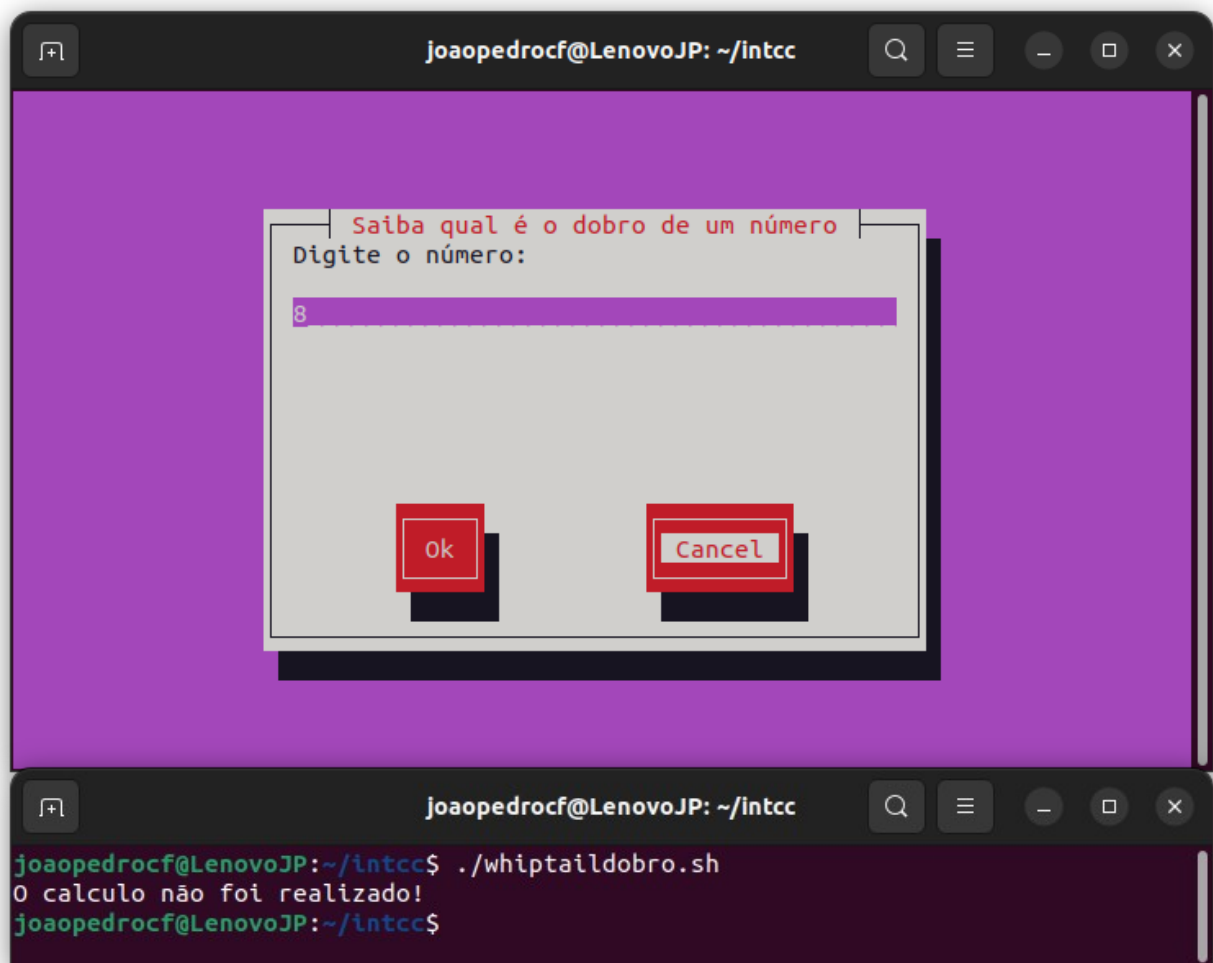 joaopedrocf@LenovoJP: ~/intcc
Saiba qual é o dobro de um número
Digite o número:
8
Ok
Cancel
joaopedrocf@LenovoJP: ~/intcc
joaopedrocf@LenovoJP:~/intcc$ ./whiptaildobro.sh
O calculo não foi realizado!
joaopedrocf@LenovoJP:~/intcc$